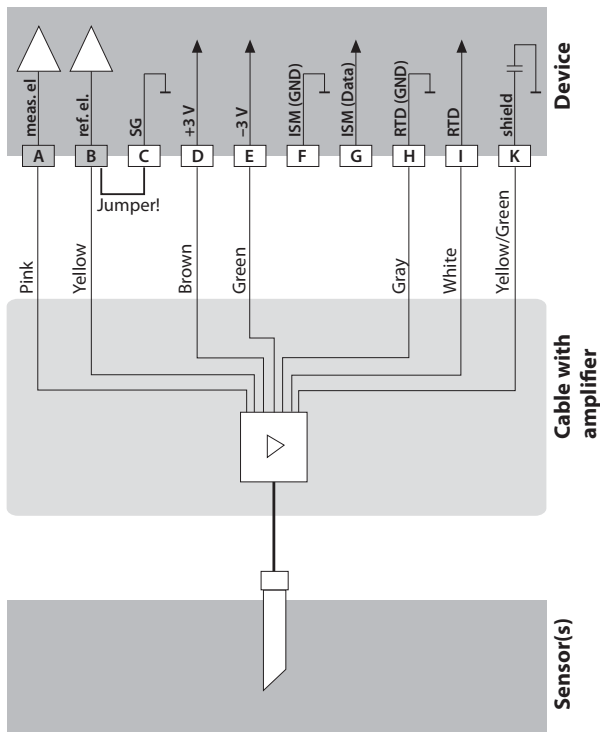 meas. el
ref. el.
SG
+3 V
−3 V
ISM (GND)
ISM (Data)
RTD (GND)
RTD
shield
Device
A
B
C
D
E
F
G
H
I
K
Jumper!
Pink
Yellow
Brown
Green
Gray
White
Yellow/Green
Cable with
amplifier
Sensor(s)